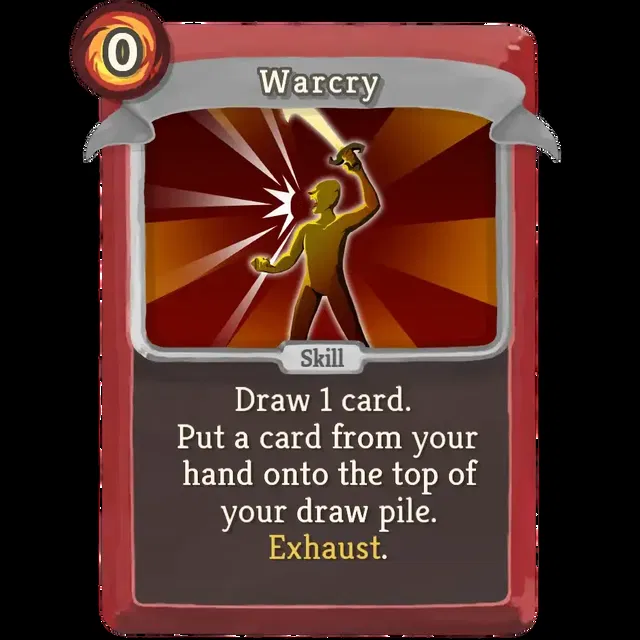 0
Warcry
Skill
Draw 1 card.
Put a card from your
hand onto the top of
your draw pile.
Exhaust.